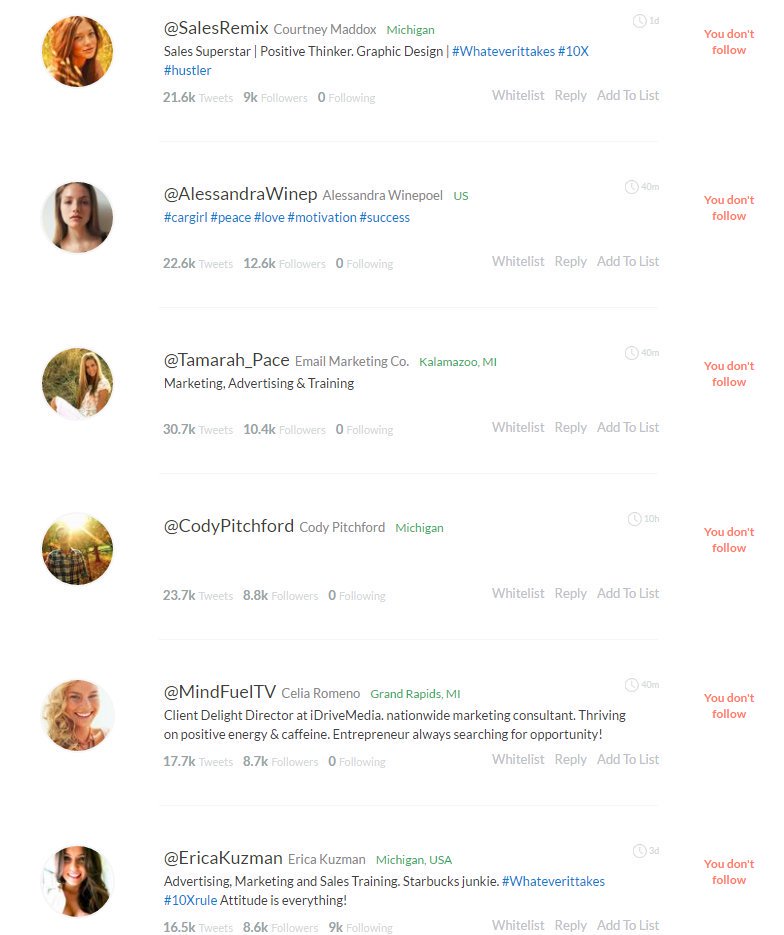 @SalesRemix Courtney Maddox Michigan 1d
You don't
follow
Sales Superstar | Positive Thinker. Graphic Design | #Whateverittakes #10X
#hustler
21.6k Tweets 9k Followers 0 Following Whitelist Reply Add To List
@AlessandraWinep Alessandra Winepoel US 40m
You don't
follow
#cargirl #peace #love #motivation #success
22.6k Tweets 12.6k Followers 0 Following Whitelist Reply Add To List
@Tamarah_Pace Email Marketing Co. Kalamazoo, MI 40m
You don't
follow
Marketing, Advertising & Training
30.7k Tweets 10.4k Followers 0 Following Whitelist Reply Add To List
@CodyPitchford Cody Pitchford Michigan 10h
You don't
follow
23.7k Tweets 8.8k Followers 0 Following Whitelist Reply Add To List
@MindFuelTV Celia Romeno Grand Rapids, MI 40m
You don't
follow
Client Delight Director at iDriveMedia. nationwide marketing consultant. Thriving
on positive energy & caffeine. Entrepreneur always searching for opportunity!
17.7k Tweets 8.7k Followers 0 Following Whitelist Reply Add To List
@EricaKuzman Erica Kuzman Michigan, USA 3d
You don't
follow
Advertising, Marketing and Sales Training. Starbucks junkie. #Whateverittakes
#10Xrule Attitude is everything!
16.5k Tweets 8.6k Followers 9k Following Whitelist Reply Add To List